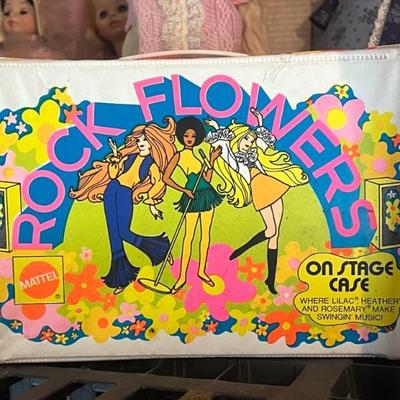 ROCK FLOWERS
MATTEL
®
ON STAGE
CASE
WHERE LILAC® HEATHER
AND ROSEMARY® MAKE
SWINGIN' MUSIC!